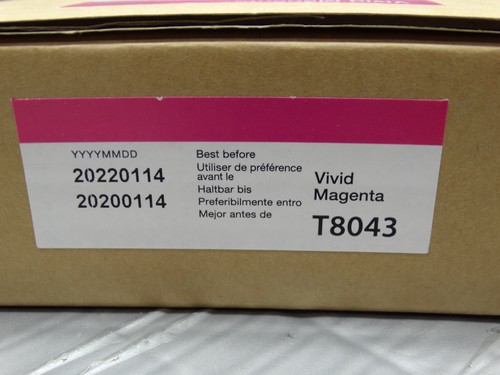 YYYYMMDD
20220114
20200114
Best before
Utiliser de préférence
avant le
Haltbar bis
Preferibilmente entro
Mejor antes de
Vivid
Magenta
T8043